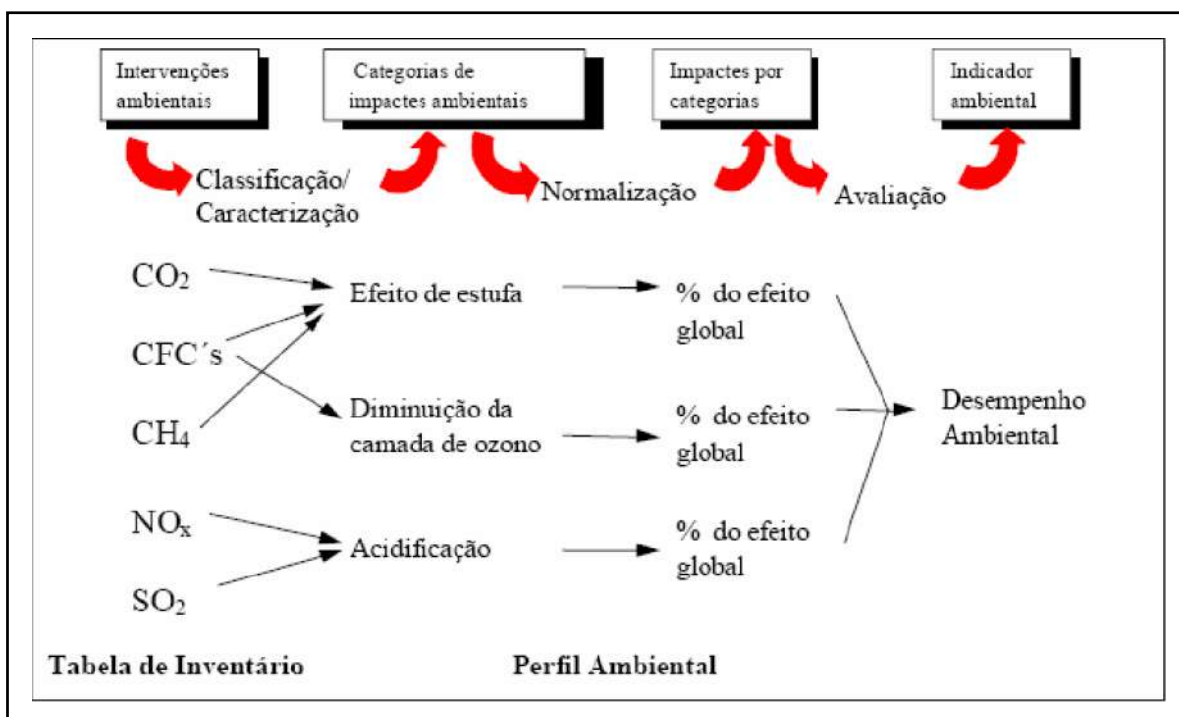 Intervenções
ambientais
Categorias de
impactes ambientais
Impactes por
categorias
Indicador
ambiental
Classificação/
Caracterização
Normalização
Avaliação
CO₂
CFC´s
CH₄
NOₓ
SO₂
Efeito de estufa
Diminuição da
camada de ozono
Acidificação
% do efeito
global
% do efeito
global
% do efeito
global
Desempenho
Ambiental
Tabela de Inventário
Perfil Ambiental